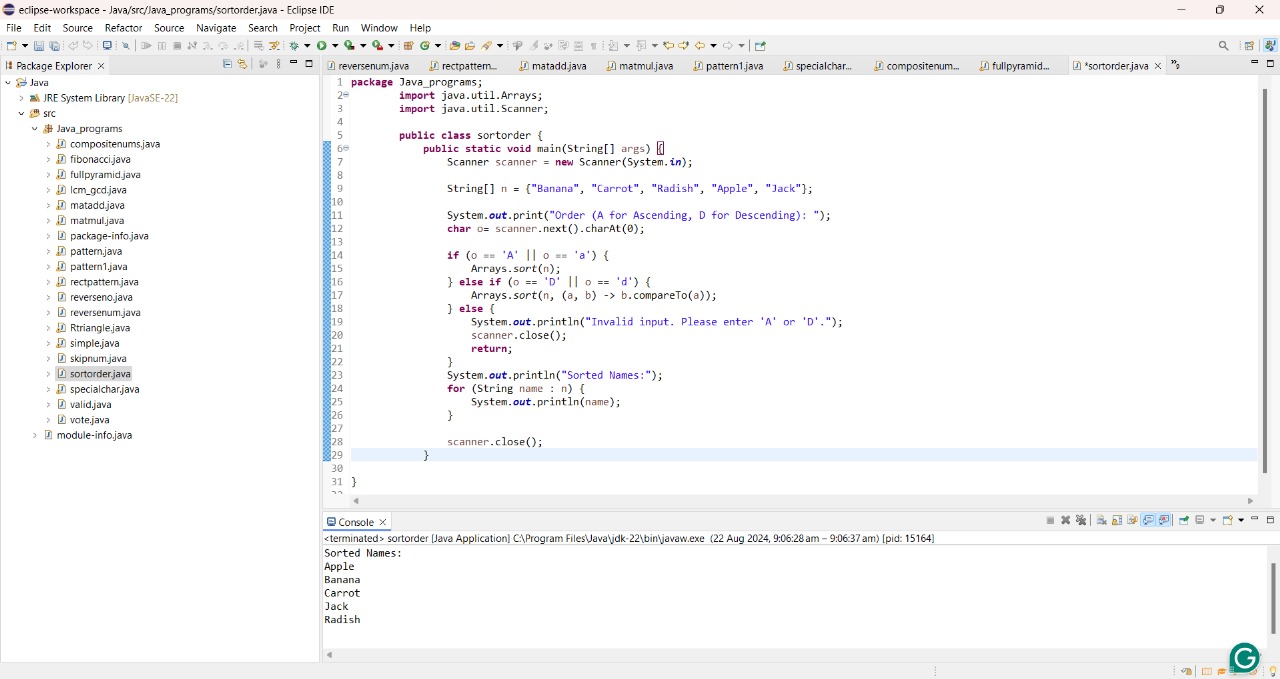 eclipse-workspace - Java/src/Java_programs/sortorder.java - Eclipse IDE
File Edit Source Refactor Source Navigate Search Project Run Window Help
Package Explorer
reversenum.java rectpattern... matadd.java matmul.java pattern1.java specialchar... compositenum... fullpyramid... *sortorder.java
Java
JRE System Library [JavaSE-22]
src
Java_programs
compositenums.java
fibonacci.java
fullpyramid.java
lcm_gcd.java
matadd.java
matmul.java
package-info.java
pattern.java
pattern1.java
rectpattern.java
reverseno.java
reversenum.java
Rtriangle.java
simple.java
skipnum.java
sortorder.java
specialchar.java
valid.java
vote.java
module-info.java
1 package Java_programs;
2 import java.util.Arrays;
3 import java.util.Scanner;
4
5 public class sortorder {
6 public static void main(String[] args) {
7 Scanner scanner = new Scanner(System.in);
8
9 String[] n = {"Banana", "Carrot", "Radish", "Apple", "Jack"};
10
11 System.out.print("Order (A for Ascending, D for Descending): ");
12 char o= scanner.next().charAt(0);
13
14 if (o == 'A' || o == 'a') {
15 Arrays.sort(n);
16 } else if (o == 'D' || o == 'd') {
17 Arrays.sort(n, (a, b) -> b.compareTo(a));
18 } else {
19 System.out.println("Invalid input. Please enter 'A' or 'D'.");
20 scanner.close();
21 return;
22 }
23 System.out.println("Sorted Names:");
24 for (String name : n) {
25 System.out.println(name);
26 }
27
28 scanner.close();
29 }
30
31 }
Console
<terminated> sortorder [Java Application] C:\Program Files\Java\jdk-22\bin\javaw.exe (22 Aug 2024, 9:06:28 am – 9:06:37 am) [pid: 15164]
Sorted Names:
Apple
Banana
Carrot
Jack
Radish